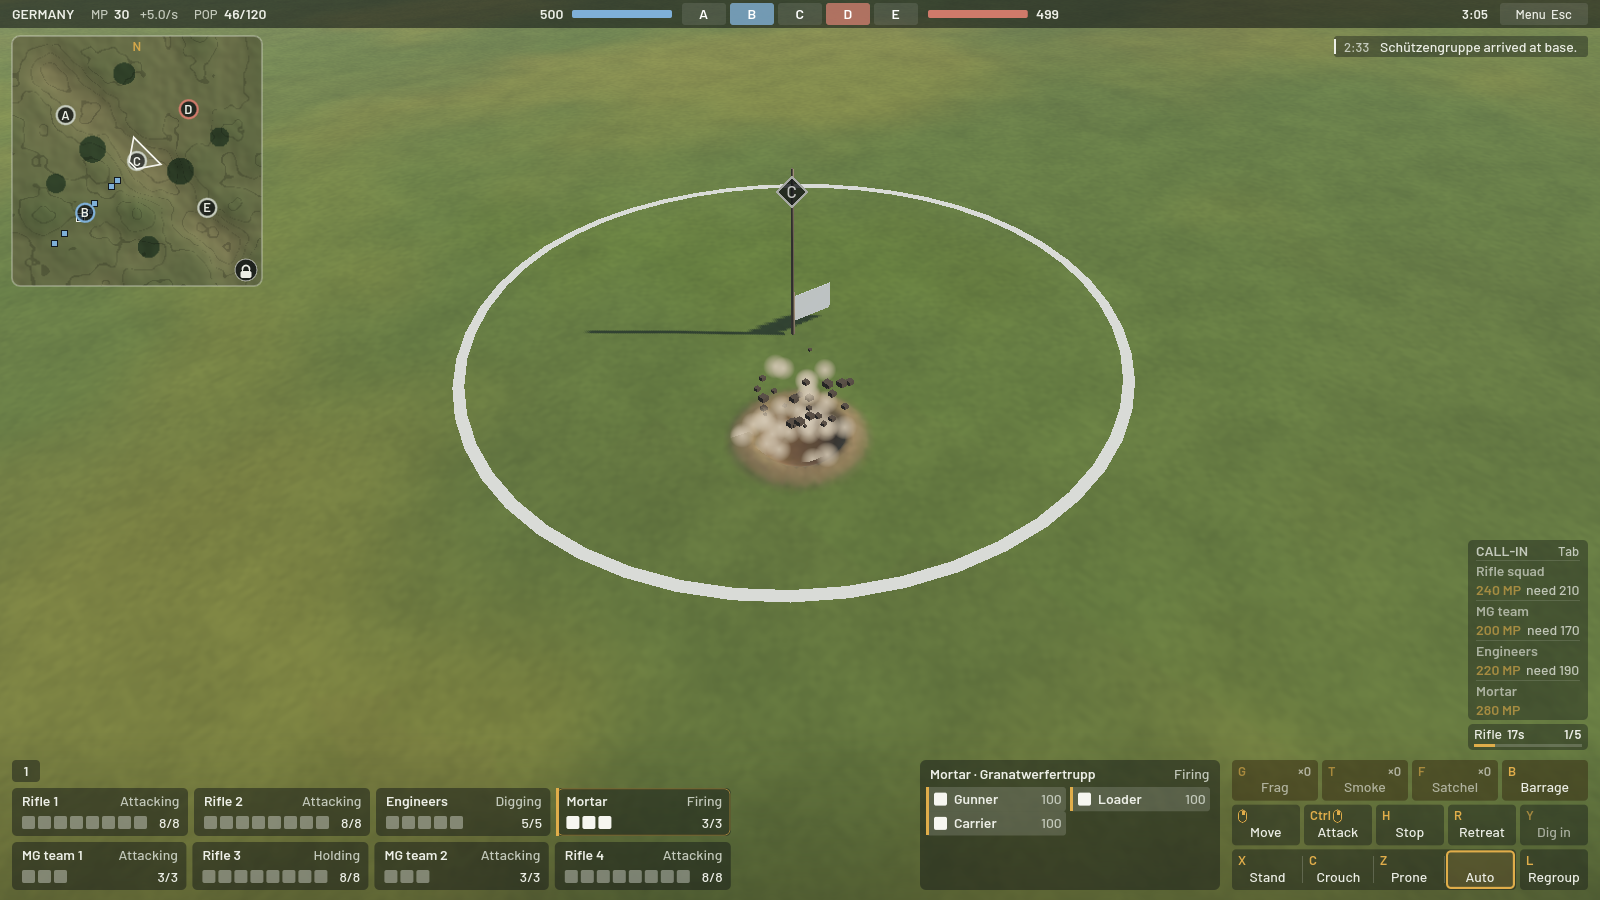 GERMANY MP 30 +5.0/s POP 46/120
500 A B C D E 499
3:05 Menu Esc
N
A
D
C
B
E
2:33 Schützengruppe arrived at base.
C
CALL-IN Tab
Rifle squad
240 MP need 210
MG team
200 MP need 170
Engineers
220 MP need 190
Mortar
280 MP
Rifle 17s 1/5
1
Rifle 1 Attacking
8/8
Rifle 2 Attacking
8/8
Engineers Digging
5/5
Mortar Firing
3/3
MG team 1 Attacking
3/3
Rifle 3 Holding
8/8
MG team 2 Attacking
3/3
Rifle 4 Attacking
8/8
Mortar · Granatwerfertrupp Firing
Gunner 100
Loader 100
Carrier 100
G ×0
Frag
T ×0
Smoke
F ×0
Satchel
B
Barrage
Move
Ctrl
Attack
H
Stop
R
Retreat
Y
Dig in
X
Stand
C
Crouch
Z
Prone
Auto
L
Regroup